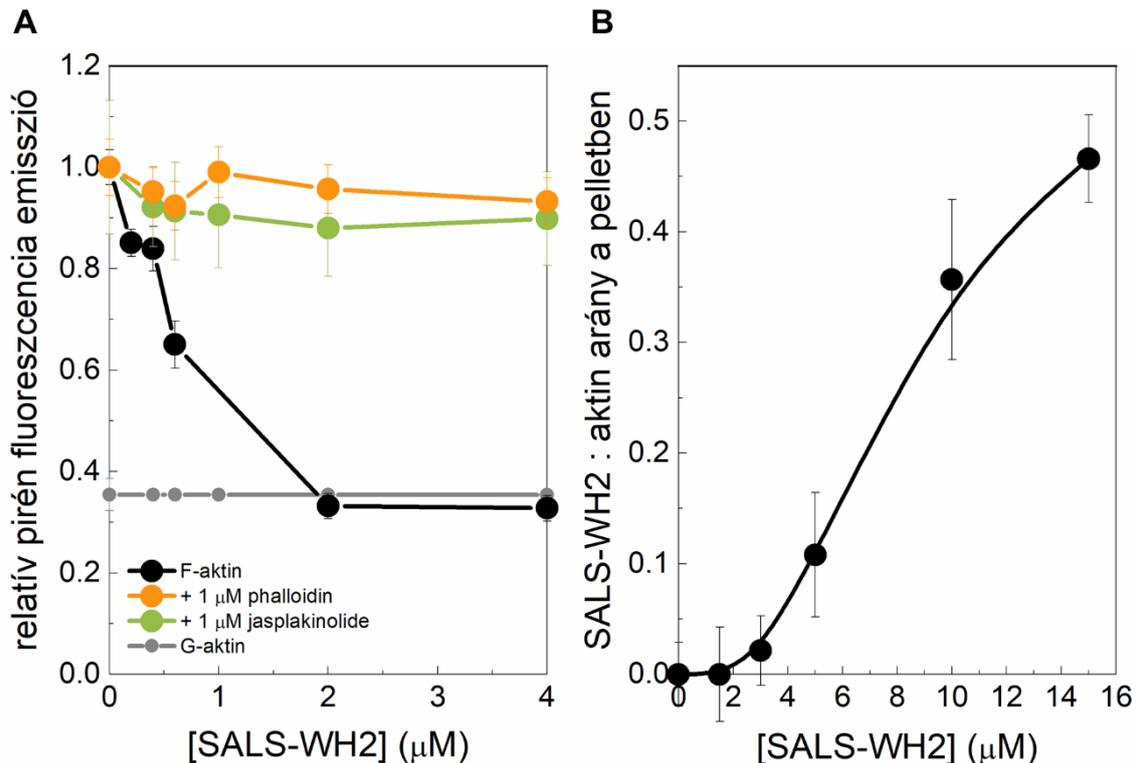 A
relatív pirén fluoreszcencia emisszió
1.2
1.0
0.8
0.6
0.4
0.2
0.0
F-aktin
+ 1 μM phalloidin
+ 1 μM jasplakinolide
G-aktin
0 1 2 3 4
[SALS-WH2] (μM)
B
SALS-WH2 : aktin arány a pelletben
0.5
0.4
0.3
0.2
0.1
0.0
0 2 4 6 8 10 12 14 16
[SALS-WH2] (μM)